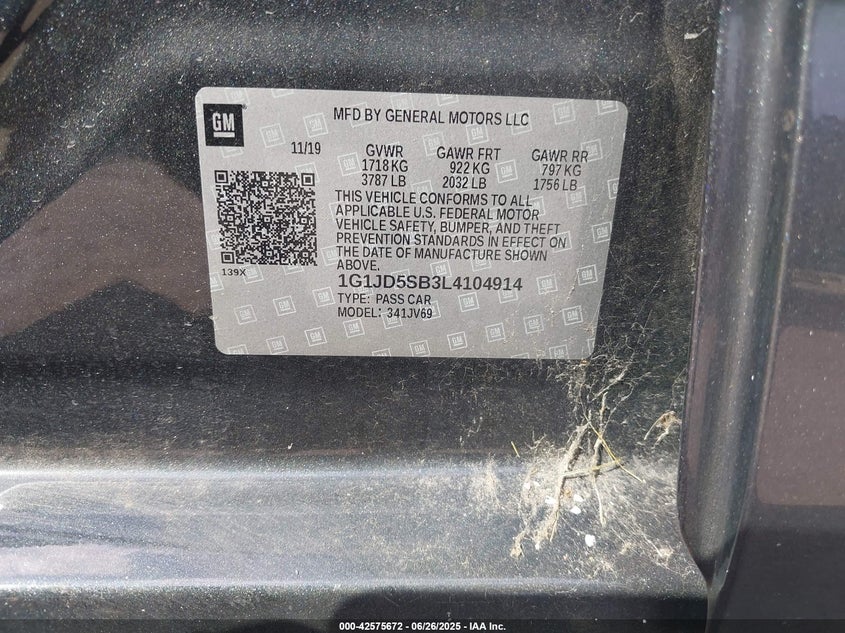 GM
MFD BY GENERAL MOTORS LLC
11/19 GVWR GAWR FRT GAWR RR
1718 KG 922 KG 797 KG
3787 LB 2032 LB 1756 LB
THIS VEHICLE CONFORMS TO ALL
APPLICABLE U.S. FEDERAL MOTOR
VEHICLE SAFETY, BUMPER, AND THEFT
PREVENTION STANDARDS IN EFFECT ON
THE DATE OF MANUFACTURE SHOWN
ABOVE.
139X
1G1JD5SB3L4104914
TYPE: PASS CAR
MODEL: 341JV69
000-42575672 | 06/26/2025 - IAA Inc.